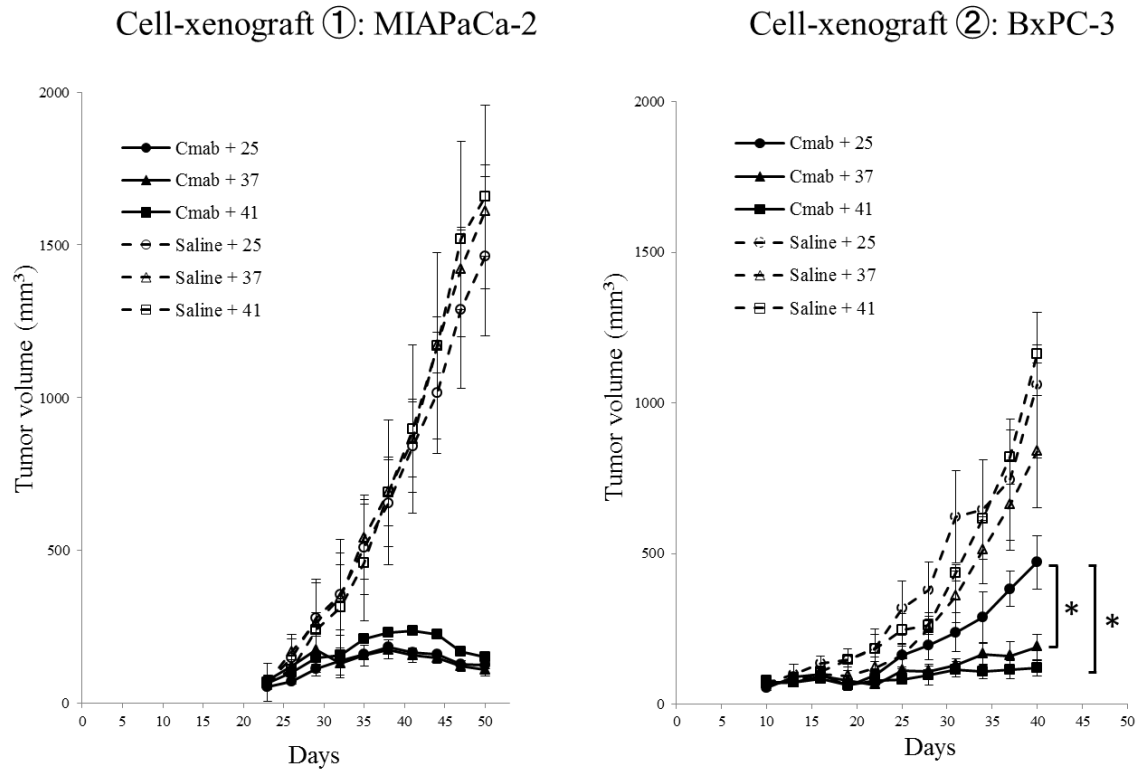 Cell-xenograft ①: MIAPaCa-2
Tumor volume (mm³)
2000
1500
1000
500
0
Cmab + 25
Cmab + 37
Cmab + 41
Saline + 25
Saline + 37
Saline + 41
0 5 10 15 20 25 30 35 40 45 50
Days
Cell-xenograft ②: BxPC-3
Tumor volume (mm³)
2000
1500
1000
500
0
Cmab + 25
Cmab + 37
Cmab + 41
Saline + 25
Saline + 37
Saline + 41
* *
0 5 10 15 20 25 30 35 40 45 50
Days